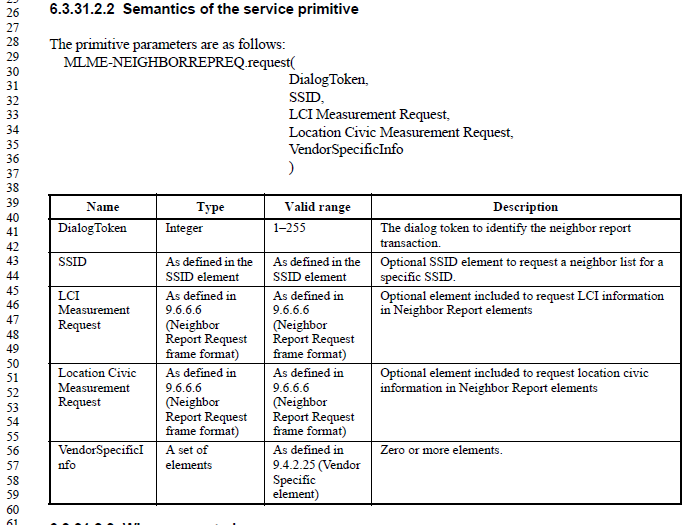 26
27
28
29
30
31
32
33
34
35
36
37
38
39
40
41
42
43
44
45
46
47
48
49
50
51
52
53
54
55
56
57
58
59
60
61
6.3.31.2.2 Semantics of the service primitive
The primitive parameters are as follows:
MLME-NEIGHBORREPREQ.request(
DialogToken,
SSID,
LCI Measurement Request,
Location Civic Measurement Request,
VendorSpecificInfo
)
Name
Type
Valid range
Description
DialogToken
Integer
1–255
The dialog token to identify the neighbor report
transaction.
SSID
As defined in the
SSID element
As defined in the
SSID element
Optional SSID element to request a neighbor list for a
specific SSID.
LCI
Measurement
Request
As defined in
9.6.6.6
(Neighbor
Report Request
frame format)
As defined in
9.6.6.6
(Neighbor
Report Request
frame format)
Optional element included to request LCI information
in Neighbor Report elements
Location Civic
Measurement
Request
As defined in
9.6.6.6
(Neighbor
Report Request
frame format)
As defined in
9.6.6.6
(Neighbor
Report Request
frame format)
Optional element included to request location civic
information in Neighbor Report elements
VendorSpecificI
nfo
A set of
elements
As defined in
9.4.2.25 (Vendor
Specific
element)
Zero or more elements.